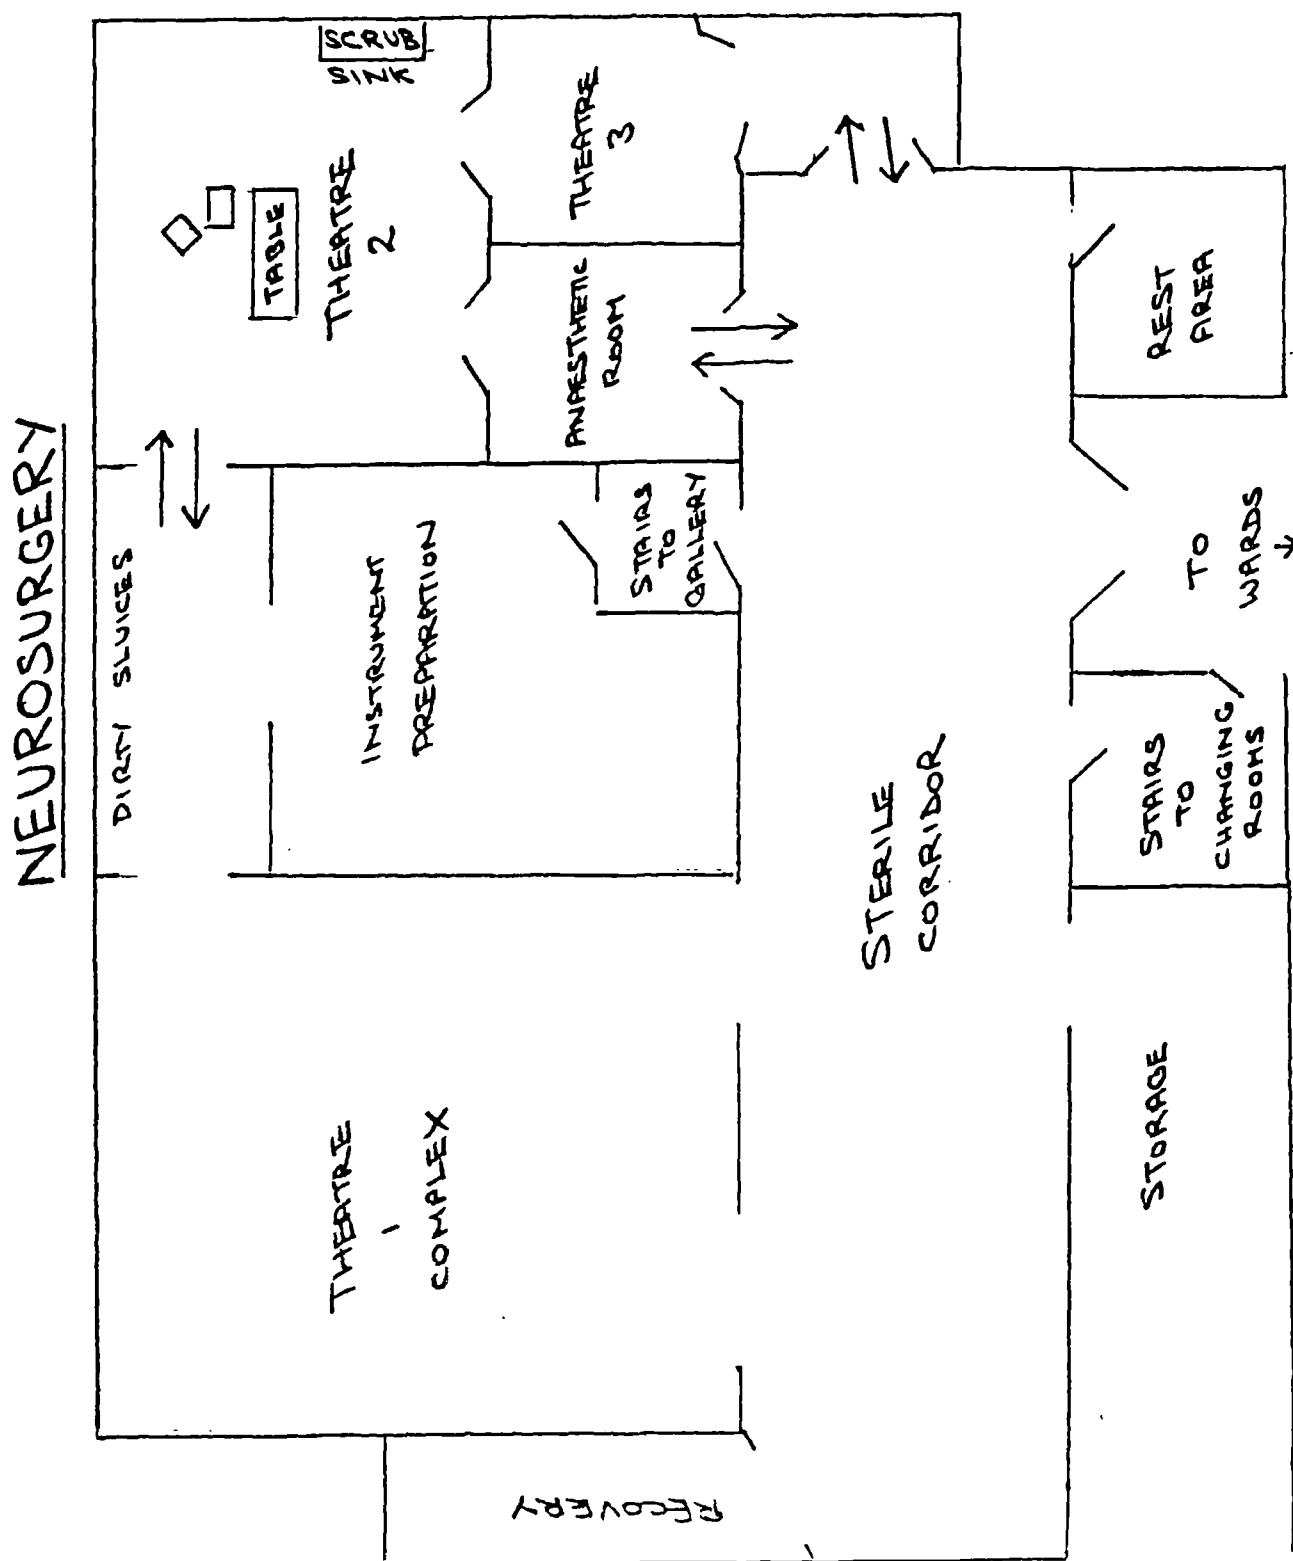 NEUROSURGERY
SCRUB
SINK
TABLE
THEATRE
2
THEATRE
3
ANAESTHETIC
ROOM
DIRTY SLUICES
INSTRUMENT
PREPARATION
STAIRS
TO
GALLERY
REST
AREA
TO
WARDS
STAIRS
TO
CHANGING
ROOMS
STERILE
CORRIDOR
THEATRE
1
COMPLEX
STORAGE
RECOVERY